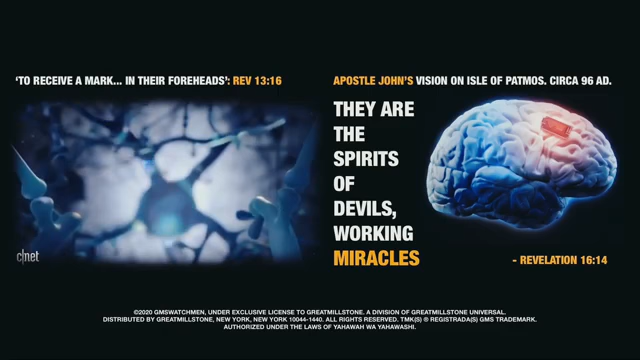 'TO RECEIVE A MARK... IN THEIR FOREHEADS': REV 13:16
APOSTLE JOHN'S VISION ON ISLE OF PATMOS. CIRCA 96 AD.
THEY ARE
THE
SPIRITS
OF
DEVILS,
WORKING
MIRACLES
- REVELATION 16:14
c|net
©2020 GMSWATCHMEN, UNDER EXCLUSIVE LICENSE TO GREATMILLSTONE. A DIVISION OF GREATMILLSTONE UNIVERSAL.
DISTRIBUTED BY GREATMILLSTONE, NEW YORK, NEW YORK 10044-1440. ALL RIGHTS RESERVED. TMK(S) ® REGISTRADA(S) GMS TRADEMARK.
AUTHORIZED UNDER THE LAWS OF YAHAWAH WA YAHAWASHI.